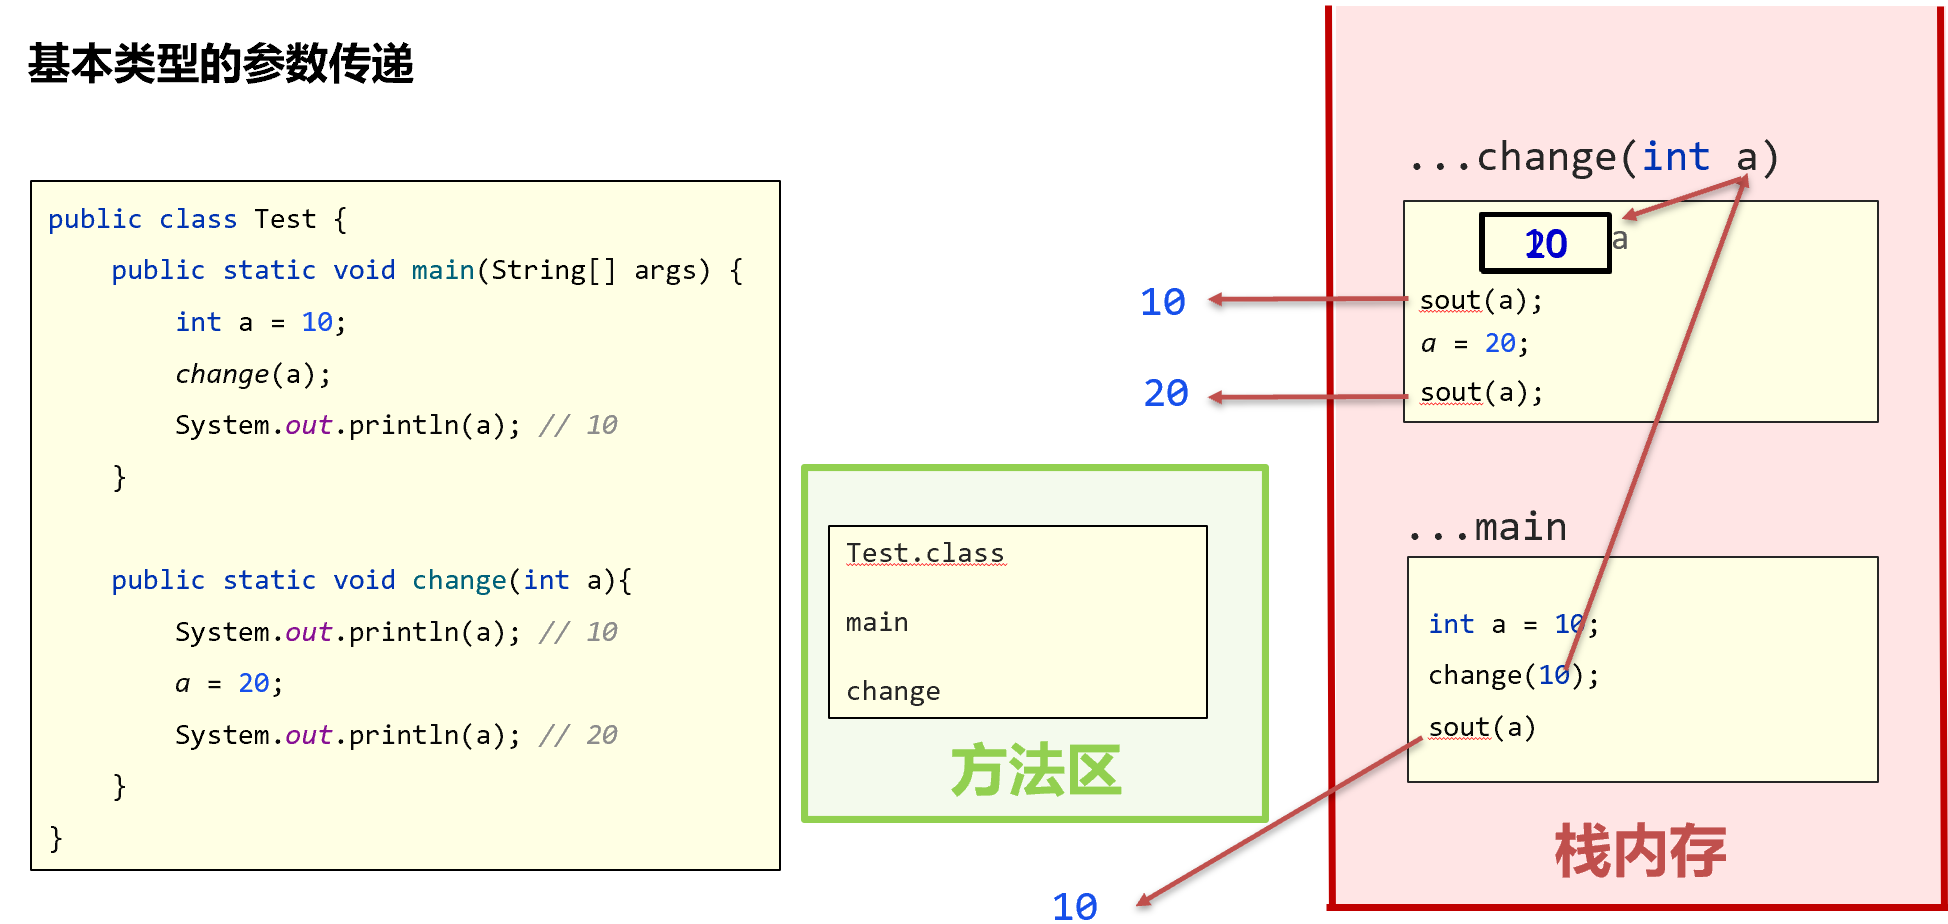 基本类型的参数传递
public class Test {
public static void main(String[] args) {
int a = 10;
change(a);
System.out.println(a); // 10
}
public static void change(int a){
System.out.println(a); // 10
a = 20;
System.out.println(a); // 20
}
}
Test.class
main
change
方法区
10
20
10
...change(int a)
a
sout(a);
a = 20;
sout(a);
...main
int a = 10;
change(10);
sout(a)
栈内存